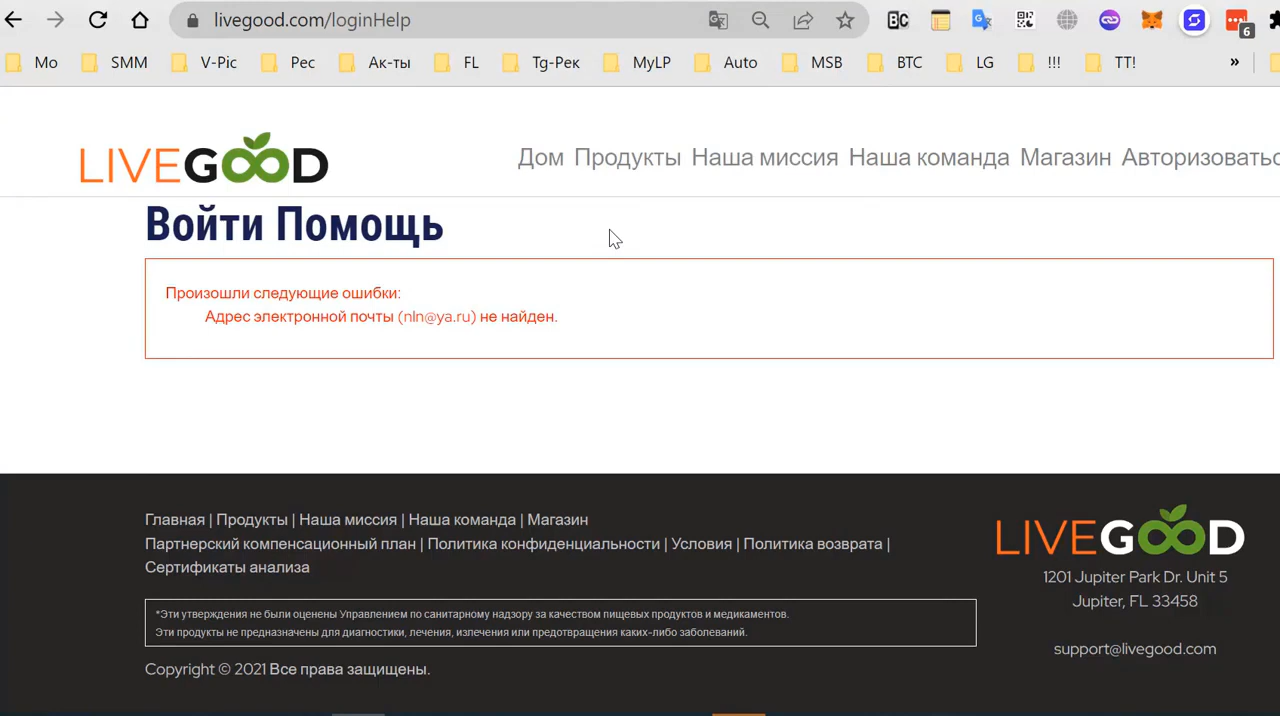 livegood.com/loginHelp
BC
6
Mo
SMM
V-Pic
Pec
Ак-ты
FL
Tg-Рек
MyLP
Auto
MSB
BTC
LG
!!!
TT!
»
LIVEGOOD
Дом Продукты Наша миссия Наша команда Магазин
Войти Помощь
Произошли следующие ошибки:
Адрес электронной почты (nln@ya.ru) не найден.
Главная | Продукты | Наша миссия | Наша команда | Магазин
Партнерский компенсационный план | Политика конфиденциальности | Условия | Политика возврата |
Сертификаты анализа
*Эти утверждения не были оценены Управлением по санитарному надзору за качеством пищевых продуктов и медикаментов.
Эти продукты не предназначены для диагностики, лечения, излечения или предотвращения каких-либо заболеваний.
Copyright © 2021 Все права защищены.
LIVEGOOD
1201 Jupiter Park Dr. Unit 5
Jupiter, FL 33458
support@livegood.com